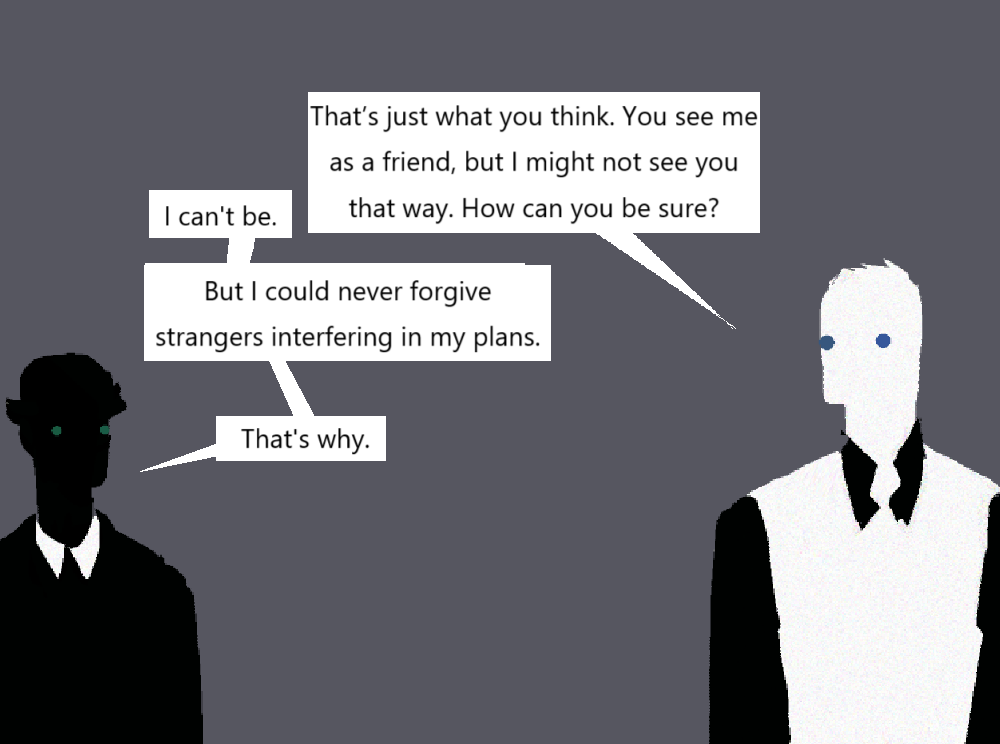 That’s just what you think. You see me
as a friend, but I might not see you
that way. How can you be sure?
I can't be.
But I could never forgive
strangers interfering in my plans.
That's why.